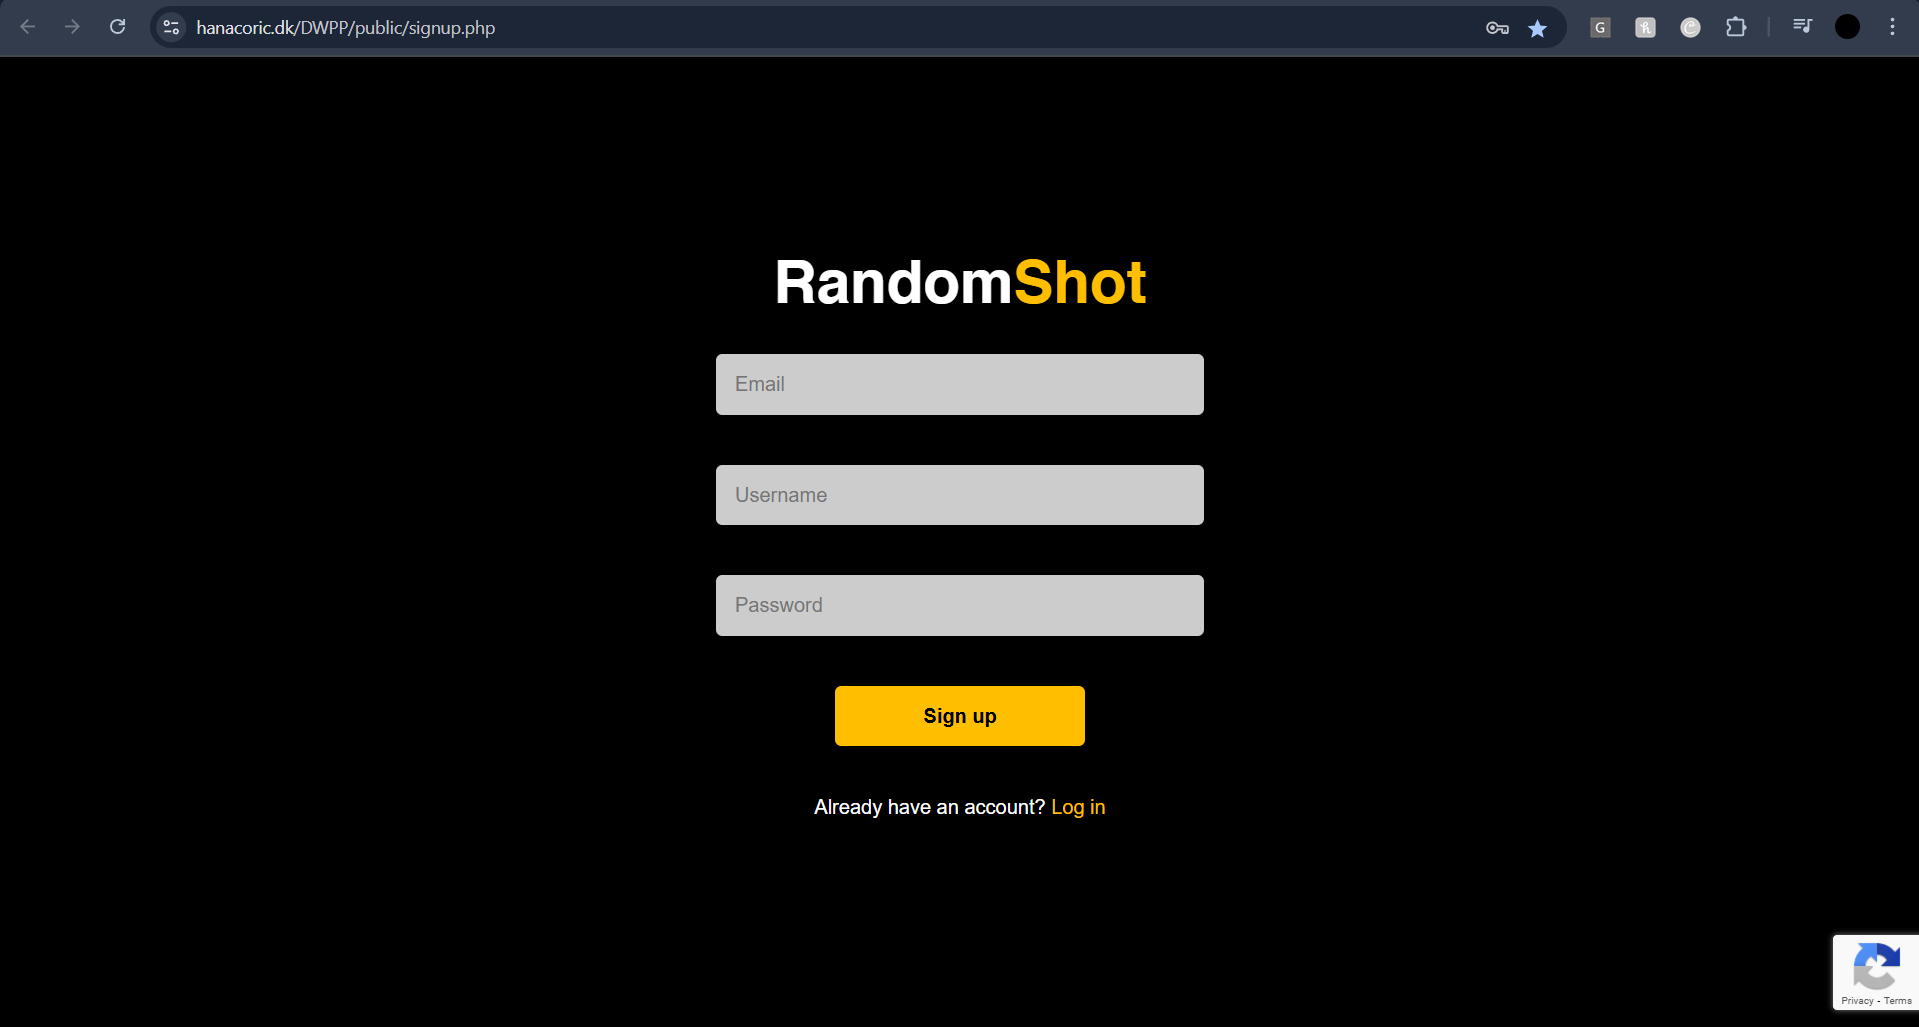 hanacoric.dk/DWPP/public/signup.php
G
RandomShot
Email
Username
Password
Sign up
Already have an account? Log in
Privacy - Terms